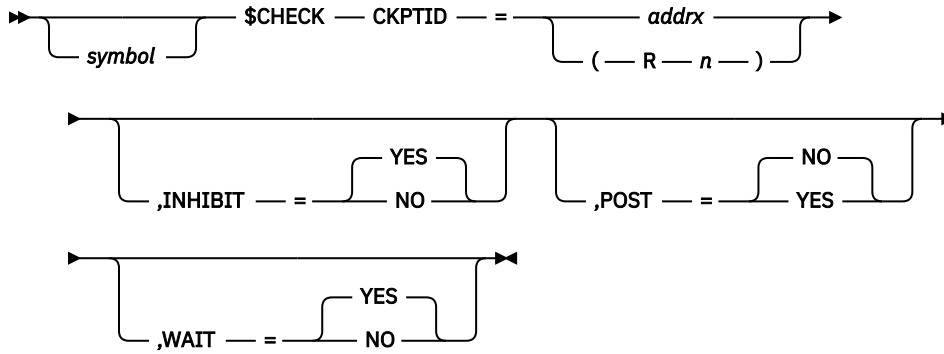 $CHECK CKPTID = addrx
symbol ( R n )
YES NO
,INHIBIT = NO ,POST = YES
YES
,WAIT = NO